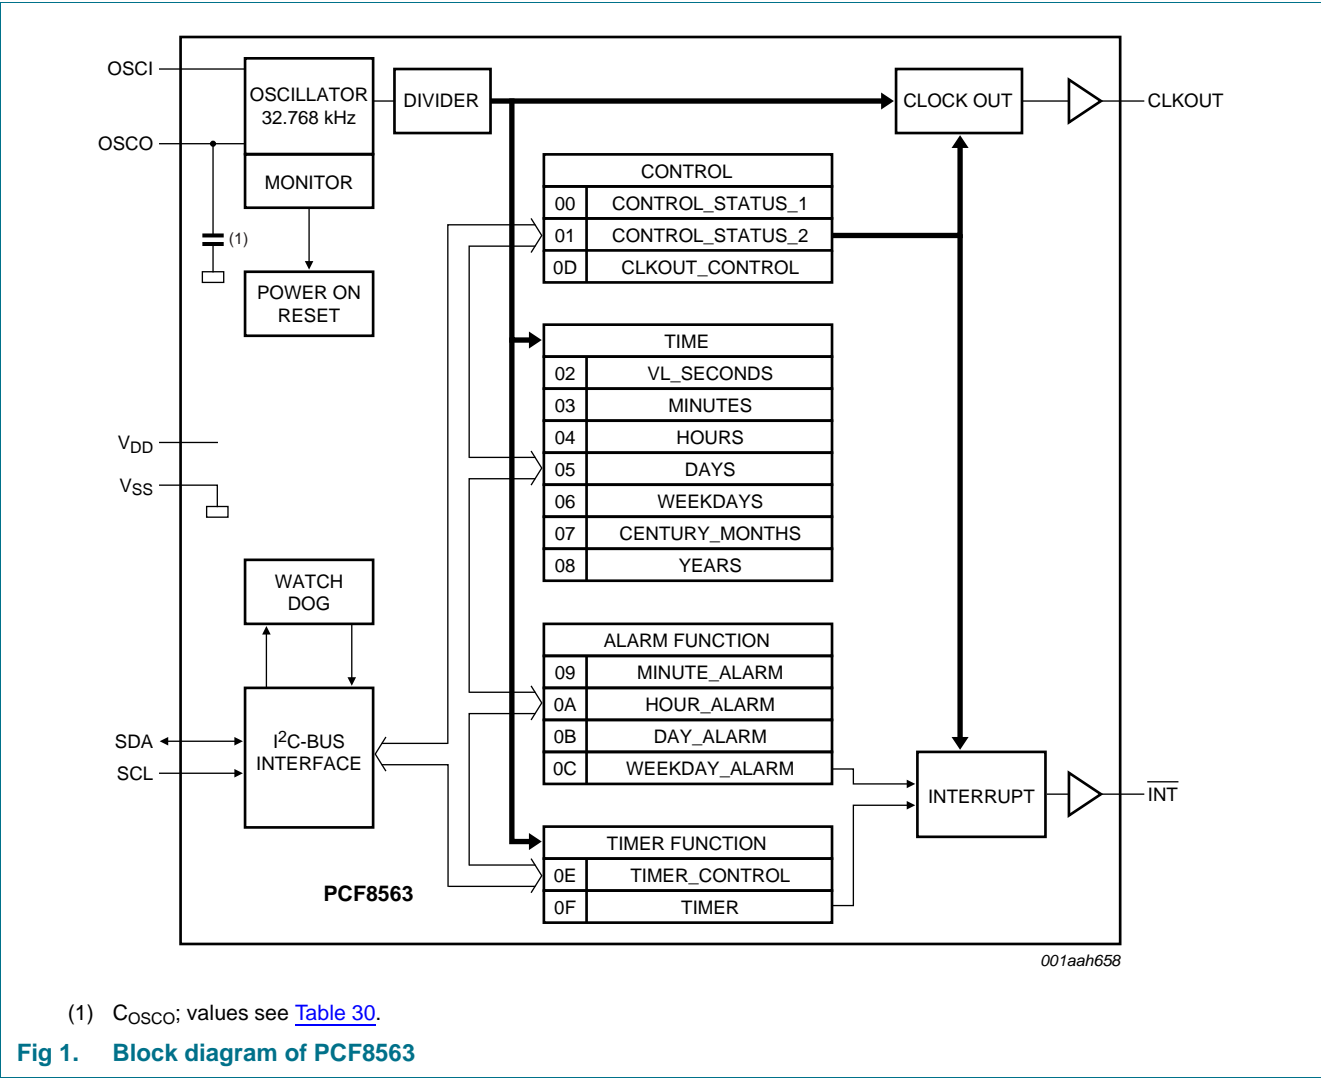 OSCI
OSCO
OSCILLATOR
32.768 kHz
MONITOR
DIVIDER
CLOCK OUT
CLKOUT
(1)
POWER ON
RESET
CONTROL
00 CONTROL_STATUS_1
01 CONTROL_STATUS_2
0D CLKOUT_CONTROL
TIME
02 VL_SECONDS
03 MINUTES
04 HOURS
05 DAYS
06 WEEKDAYS
07 CENTURY_MONTHS
08 YEARS
VDD
VSS
WATCH
DOG
ALARM FUNCTION
09 MINUTE_ALARM
0A HOUR_ALARM
0B DAY_ALARM
0C WEEKDAY_ALARM
SDA
SCL
I2C-BUS
INTERFACE
INTERRUPT
INT
TIMER FUNCTION
0E TIMER_CONTROL
0F TIMER
PCF8563
001aah658
(1) COSCO; values see Table 30.
Fig 1. Block diagram of PCF8563